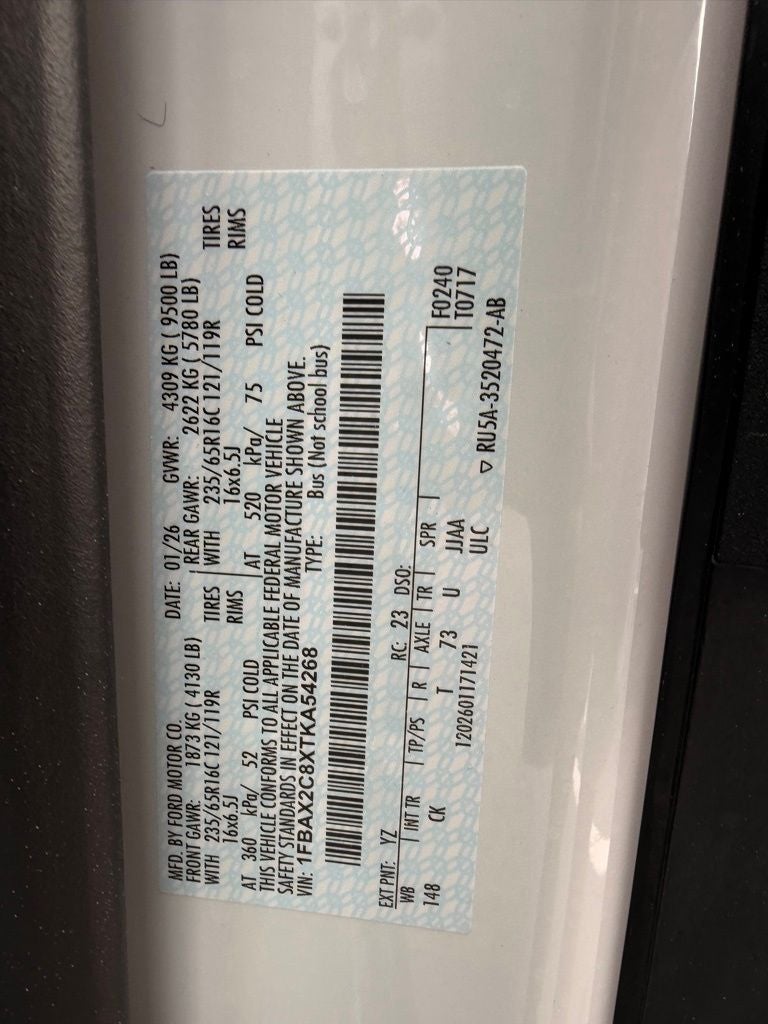 MFD. BY FORD MOTOR CO.
DATE: 01/26 GVWR: 4309 KG ( 9500 LB)
FRONT GAWR: 1873 KG ( 4130 LB) REAR GAWR: 2622 KG ( 5780 LB)
WITH 235/65R16C 121/119R TIRES WITH 235/65R16C 121/119R TIRES
16x6.5J RIMS 16x6.5J RIMS
AT 360 kPa/ 52 PSI COLD AT 520 kPa/ 75 PSI COLD
THIS VEHICLE CONFORMS TO ALL APPLICABLE FEDERAL MOTOR VEHICLE
SAFETY STANDARDS IN EFFECT ON THE DATE OF MANUFACTURE SHOWN ABOVE.
VIN: 1FBAX2C8XTKA54268 TYPE: Bus (Not school bus)
EXT PNT: YZ RC: 23 DSO:
WB INT TR TP/PS R AXLE TR SPR F0240
148 CK T 73 U JJAA T0717
1202601171421 ULC
▽ RU5A-3520472-AB